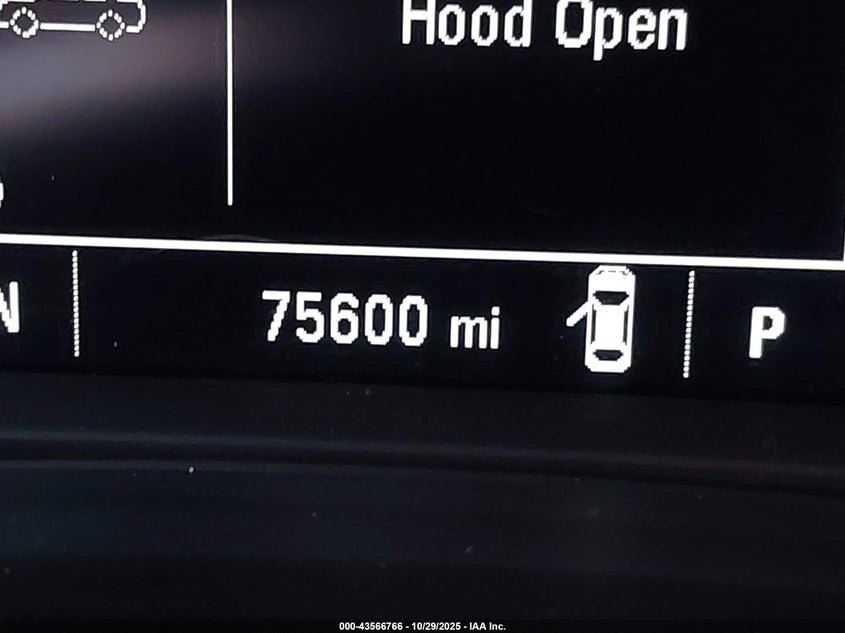 Hood Open
N
75600 mi
P
000-43566766 - 10/29/2025 - IAA Inc.